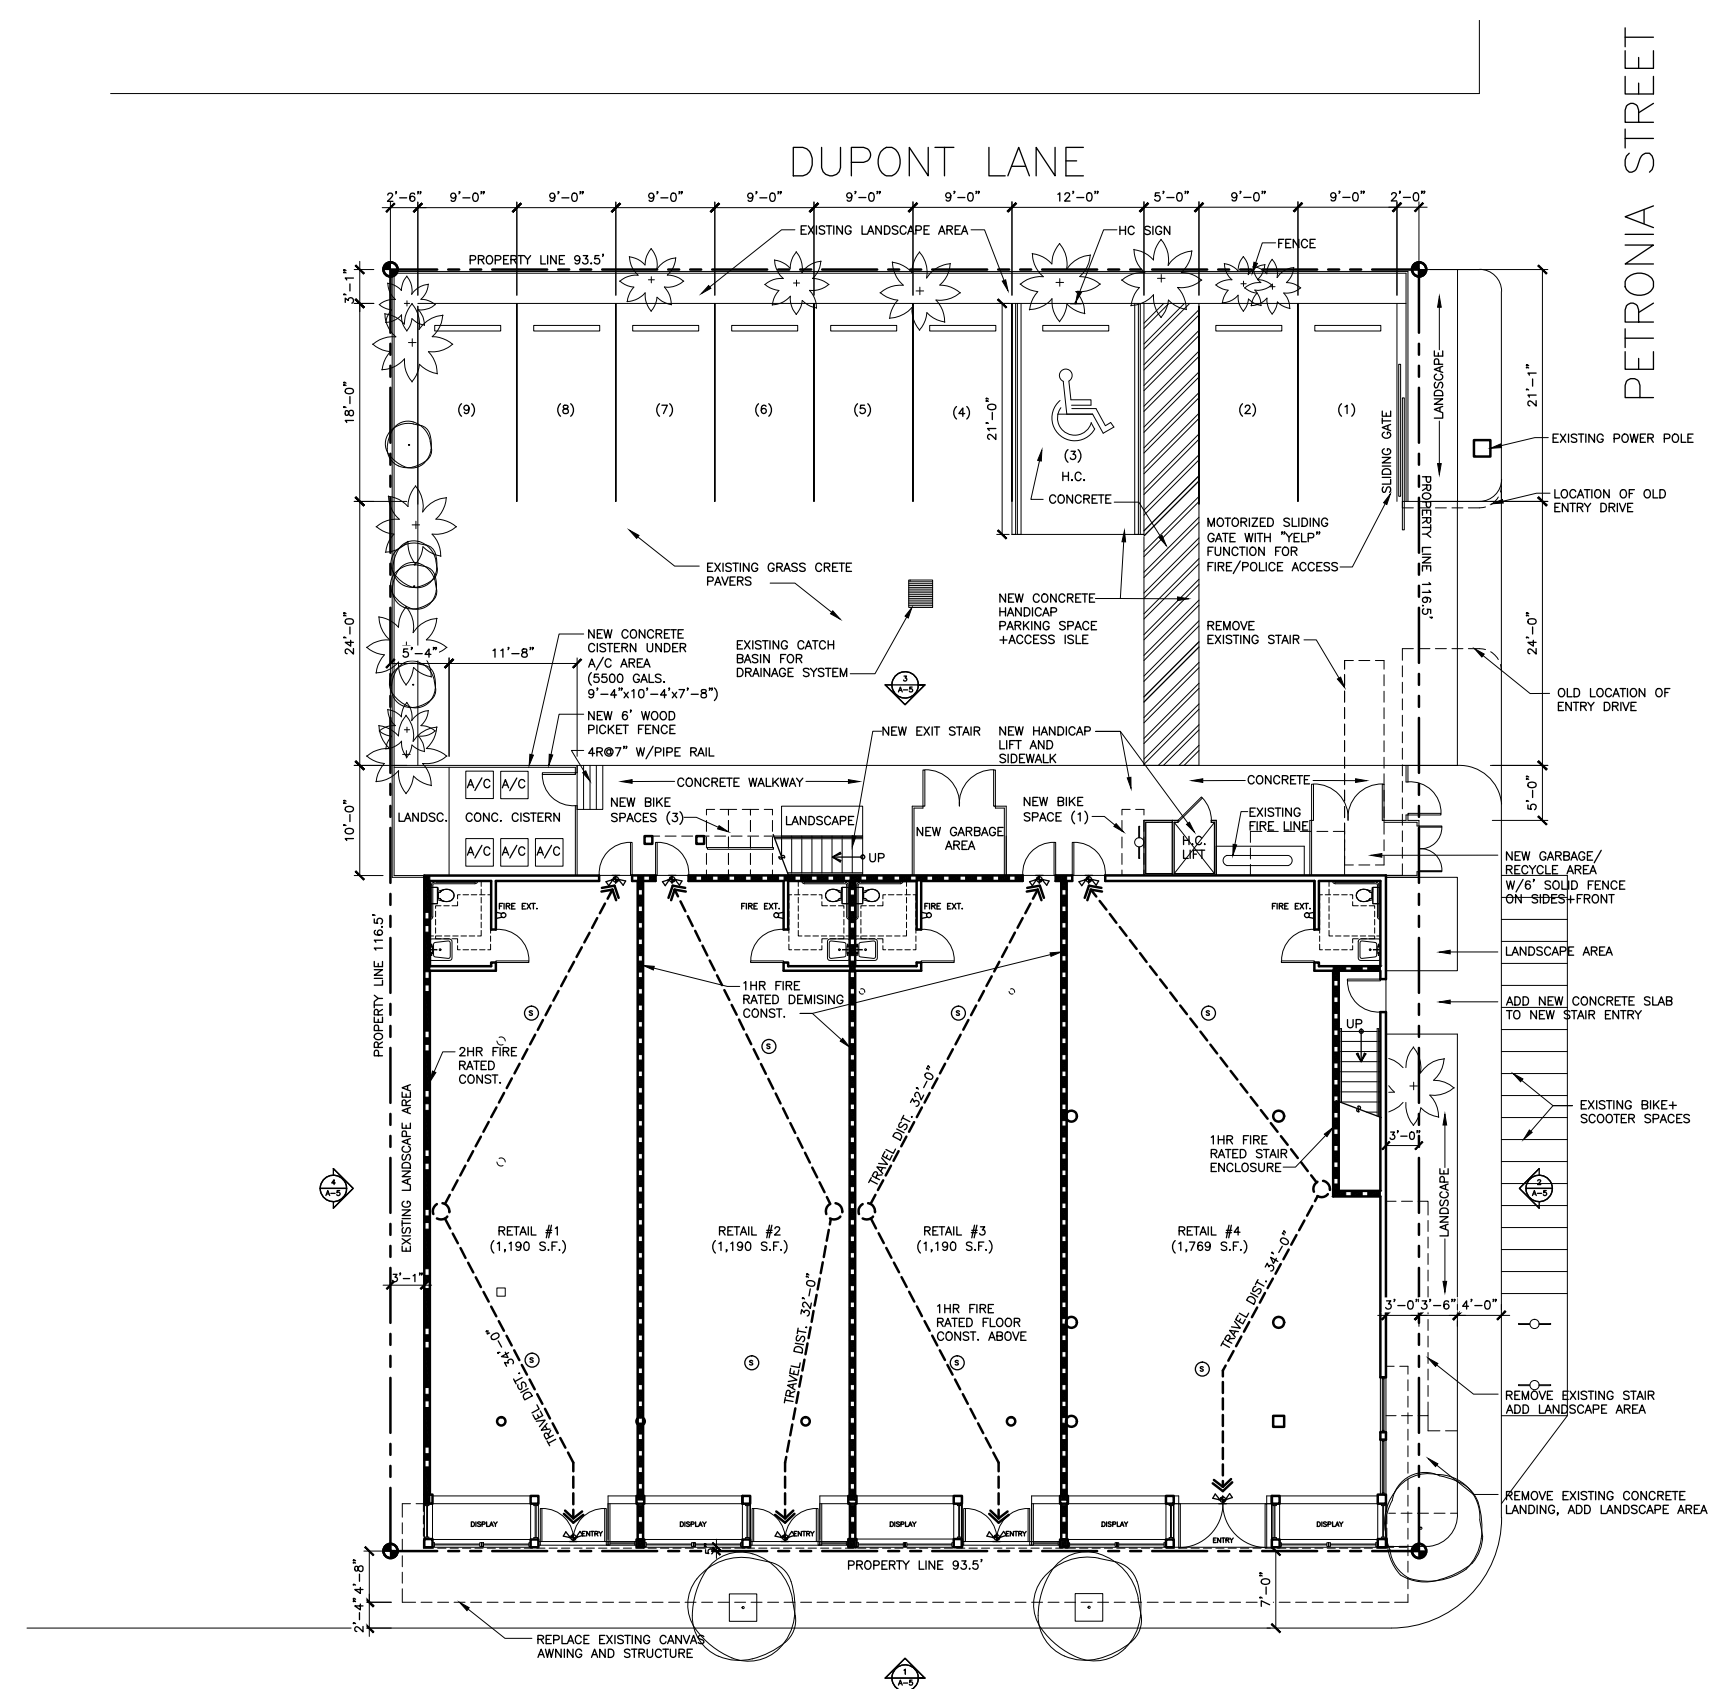 PETRONIA STREET
DUPONT LANE
2'-6"
9'-0"
9'-0"
9'-0"
9'-0"
9'-0"
9'-0"
12'-0"
5'-0"
9'-0"
9'-0"
2'-0"
EXISTING LANDSCAPE AREA
HC SIGN
FENCE
PROPERTY LINE 93.5'
3'-1"
18'-0"
21'-0"
21'-1"
LANDSCAPE
(9)
(8)
(7)
(6)
(5)
(4)
(3)
H.C.
(2)
(1)
SLIDING GATE
EXISTING POWER POLE
CONCRETE
LOCATION OF OLD
ENTRY DRIVE
PROPERTY LINE 116.5'
MOTORIZED SLIDING
GATE WITH "YELP"
FUNCTION FOR
FIRE/POLICE ACCESS
EXISTING GRASS CRETE
PAVERS
NEW CONCRETE
HANDICAP
PARKING SPACE
+ACCESS ISLE
REMOVE
EXISTING STAIR
24'-0"
24'-0"
5'-4"
11'-8"
NEW CONCRETE
CISTERN UNDER
A/C AREA
(5500 GALS.
9'-4"x10'-4'x7'-8")
EXISTING CATCH
BASIN FOR
DRAINAGE SYSTEM
3
A-5
OLD LOCATION OF
ENTRY DRIVE
NEW 6' WOOD
PICKET FENCE
4R@7" W/PIPE RAIL
NEW EXIT STAIR
NEW HANDICAP
LIFT AND
SIDEWALK
10'-0"
5'-0"
A/C
A/C
CONCRETE WALKWAY
CONCRETE
LANDSC.
CONC. CISTERN
NEW BIKE
SPACES (3)
LANDSCAPE
NEW GARBAGE
AREA
NEW BIKE
SPACE (1)
EXISTING
FIRE LINE
H.C.
LIFT
A/C
A/C
A/C
UP
NEW GARBAGE/
RECYCLE AREA
W/6' SOLID FENCE
ON SIDES+FRONT
FIRE EXT.
FIRE EXT.
FIRE EXT.
FIRE EXT.
PROPERTY LINE 116.5'
LANDSCAPE AREA
1HR FIRE
RATED DEMISING
CONST.
ADD NEW CONCRETE SLAB
TO NEW STAIR ENTRY
S
S
S
S
UP
2HR FIRE
RATED
CONST.
EXISTING LANDSCAPE AREA
TRAVEL DIST. 32'-0"
EXISTING BIKE+
SCOOTER SPACES
3'-0"
1HR FIRE
RATED STAIR
ENCLOSURE
LANDSCAPE
4
A-5
2
A-5
RETAIL #1
(1,190 S.F.)
RETAIL #2
(1,190 S.F.)
RETAIL #3
(1,190 S.F.)
RETAIL #4
(1,769 S.F.)
3'-1"
TRAVEL DIST. 34'-0"
TRAVEL DIST. 32'-0"
TRAVEL DIST. 34'-0"
1HR FIRE
RATED FLOOR
CONST. ABOVE
3'-0"
3'-6"
4'-0"
S
S
S
S
REMOVE EXISTING STAIR
ADD LANDSCAPE AREA
REMOVE EXISTING CONCRETE
LANDING, ADD LANDSCAPE AREA
DISPLAY
ENTRY
DISPLAY
ENTRY
DISPLAY
ENTRY
DISPLAY
ENTRY
DISPLAY
PROPERTY LINE 93.5'
4'-8"
2'-4"
7'-0"
REPLACE EXISTING CANVAS
AWNING AND STRUCTURE
1
A-5